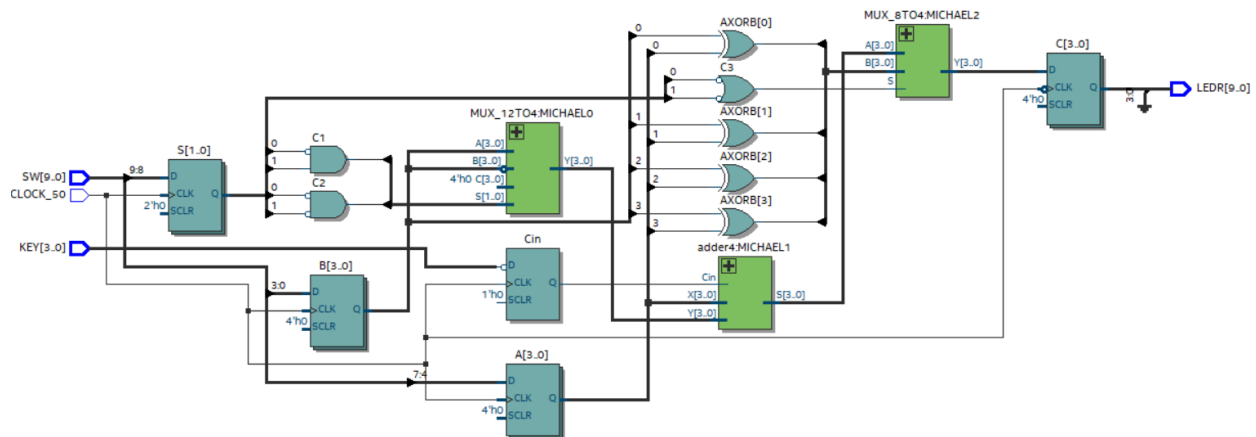 AXORB[0]
0
0
MUX_8TO4:MICHAEL2
A[3..0]
B[3..0]
S
Y[3..0]
C[3..0]
D
CLK
Q
4'h0
SCLR
3:0
LEDR[9..0]
C3
0
1
MUX_12TO4:MICHAEL0
A[3..0]
B[3..0]
4'h0 C[3..0]
S[1..0]
Y[3..0]
AXORB[1]
1
1
AXORB[2]
2
2
AXORB[3]
3
3
C1
0
1
C2
0
1
S[1..0]
SW[9..0]
9:8
D
CLOCK_50
CLK
Q
2'h0
SCLR
KEY[3..0]
Cin
D
CLK
Q
1'h0
SCLR
adder4:MICHAEL1
Cin
X[3..0]
Y[3..0]
S[3..0]
B[3..0]
3:0
D
CLK
Q
4'h0
SCLR
A[3..0]
7:4
D
CLK
Q
4'h0
SCLR